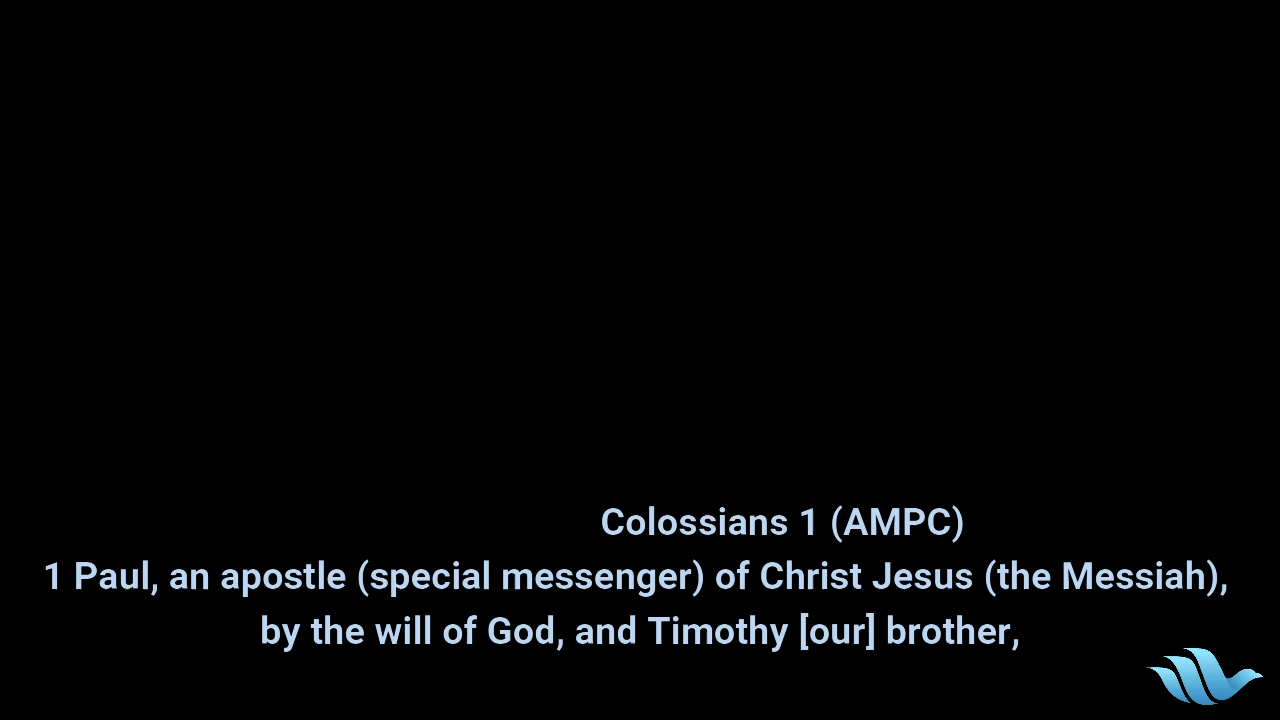 Colossians 1 (AMPC)
1 Paul, an apostle (special messenger) of Christ Jesus (the Messiah),
by the will of God, and Timothy [our] brother,